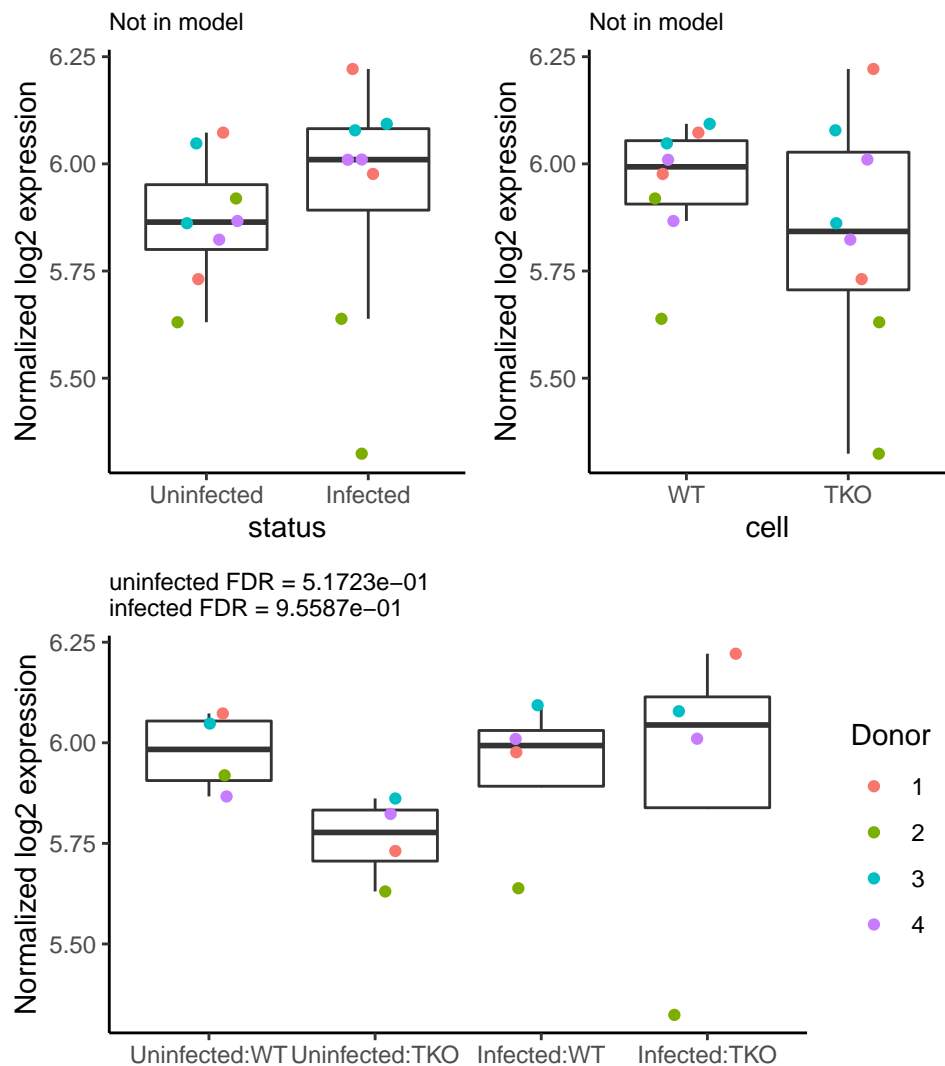 Not in model
6.25
6.00
5.75
5.50
Normalized log2 expression
Uninfected Infected
status
Not in model
6.25
6.00
5.75
5.50
Normalized log2 expression
WT TKO
cell
uninfected FDR = 5.1723e−01
infected FDR = 9.5587e−01
6.25
6.00
5.75
5.50
Normalized log2 expression
Uninfected:WT Uninfected:TKO Infected:WT Infected:TKO
Donor
1
2
3
4